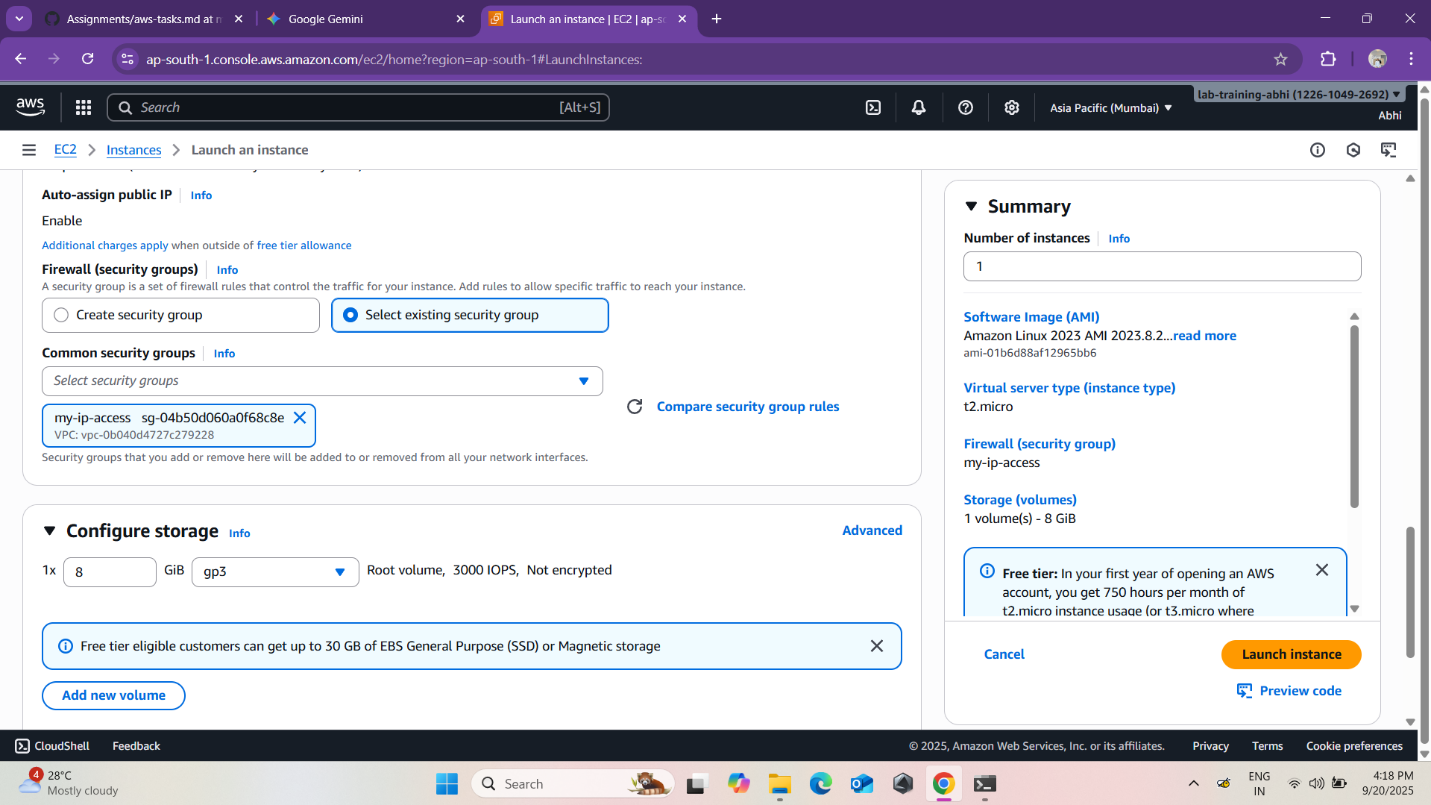 Assignments/aws-tasks.md at n
Google Gemini
Launch an instance | EC2 | ap-so
ap-south-1.console.aws.amazon.com/ec2/home?region=ap-south-1#LaunchInstances:
aws
Search [Alt+S]
Asia Pacific (Mumbai)
lab-training-abhi (1226-1049-2692)
Abhi
EC2 Instances Launch an instance
Auto-assign public IP Info
Enable
Additional charges apply when outside of free tier allowance
Firewall (security groups) Info
A security group is a set of firewall rules that control the traffic for your instance. Add rules to allow specific traffic to reach your instance.
Create security group
Select existing security group
Common security groups Info
Select security groups
my-ip-access sg-04b50d060a0f68c8e
VPC: vpc-0b040d4727c279228
Compare security group rules
Security groups that you add or remove here will be added to or removed from all your network interfaces.
Configure storage Info
Advanced
1x 8 GiB gp3 Root volume, 3000 IOPS, Not encrypted
Free tier eligible customers can get up to 30 GB of EBS General Purpose (SSD) or Magnetic storage
Add new volume
Summary
Number of instances Info
1
Software Image (AMI)
Amazon Linux 2023 AMI 2023.8.2...read more
ami-01b6d88af12965bb6
Virtual server type (instance type)
t2.micro
Firewall (security group)
my-ip-access
Storage (volumes)
1 volume(s) - 8 GiB
Free tier: In your first year of opening an AWS
account, you get 750 hours per month of
t2.micro instance usage (or t3.micro where
Cancel
Launch instance
Preview code
CloudShell Feedback
© 2025, Amazon Web Services, Inc. or its affiliates. Privacy Terms Cookie preferences
4
28°C
Mostly cloudy
Search
ENG
IN
4:18 PM
9/20/2025